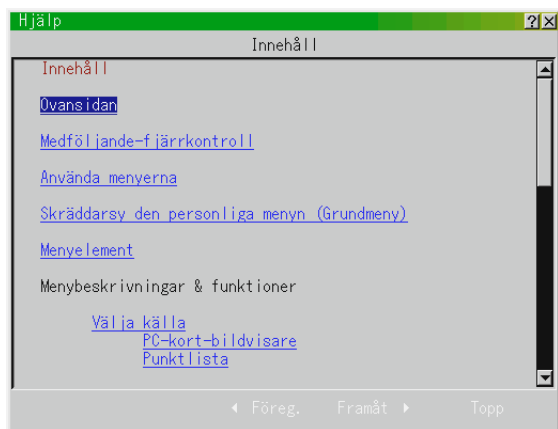 Hjälp
Innehåll
Innehåll
Ovansidan
Medföljande-fjärrkontroll
Använda menyerna
Skräddarsy den personliga menyn (Grundmeny)
Menyelement
Menybeskrivningar & funktioner
Välja källa
PC-kort-bildvisare
Punktlista
Föreg. Framåt Topp